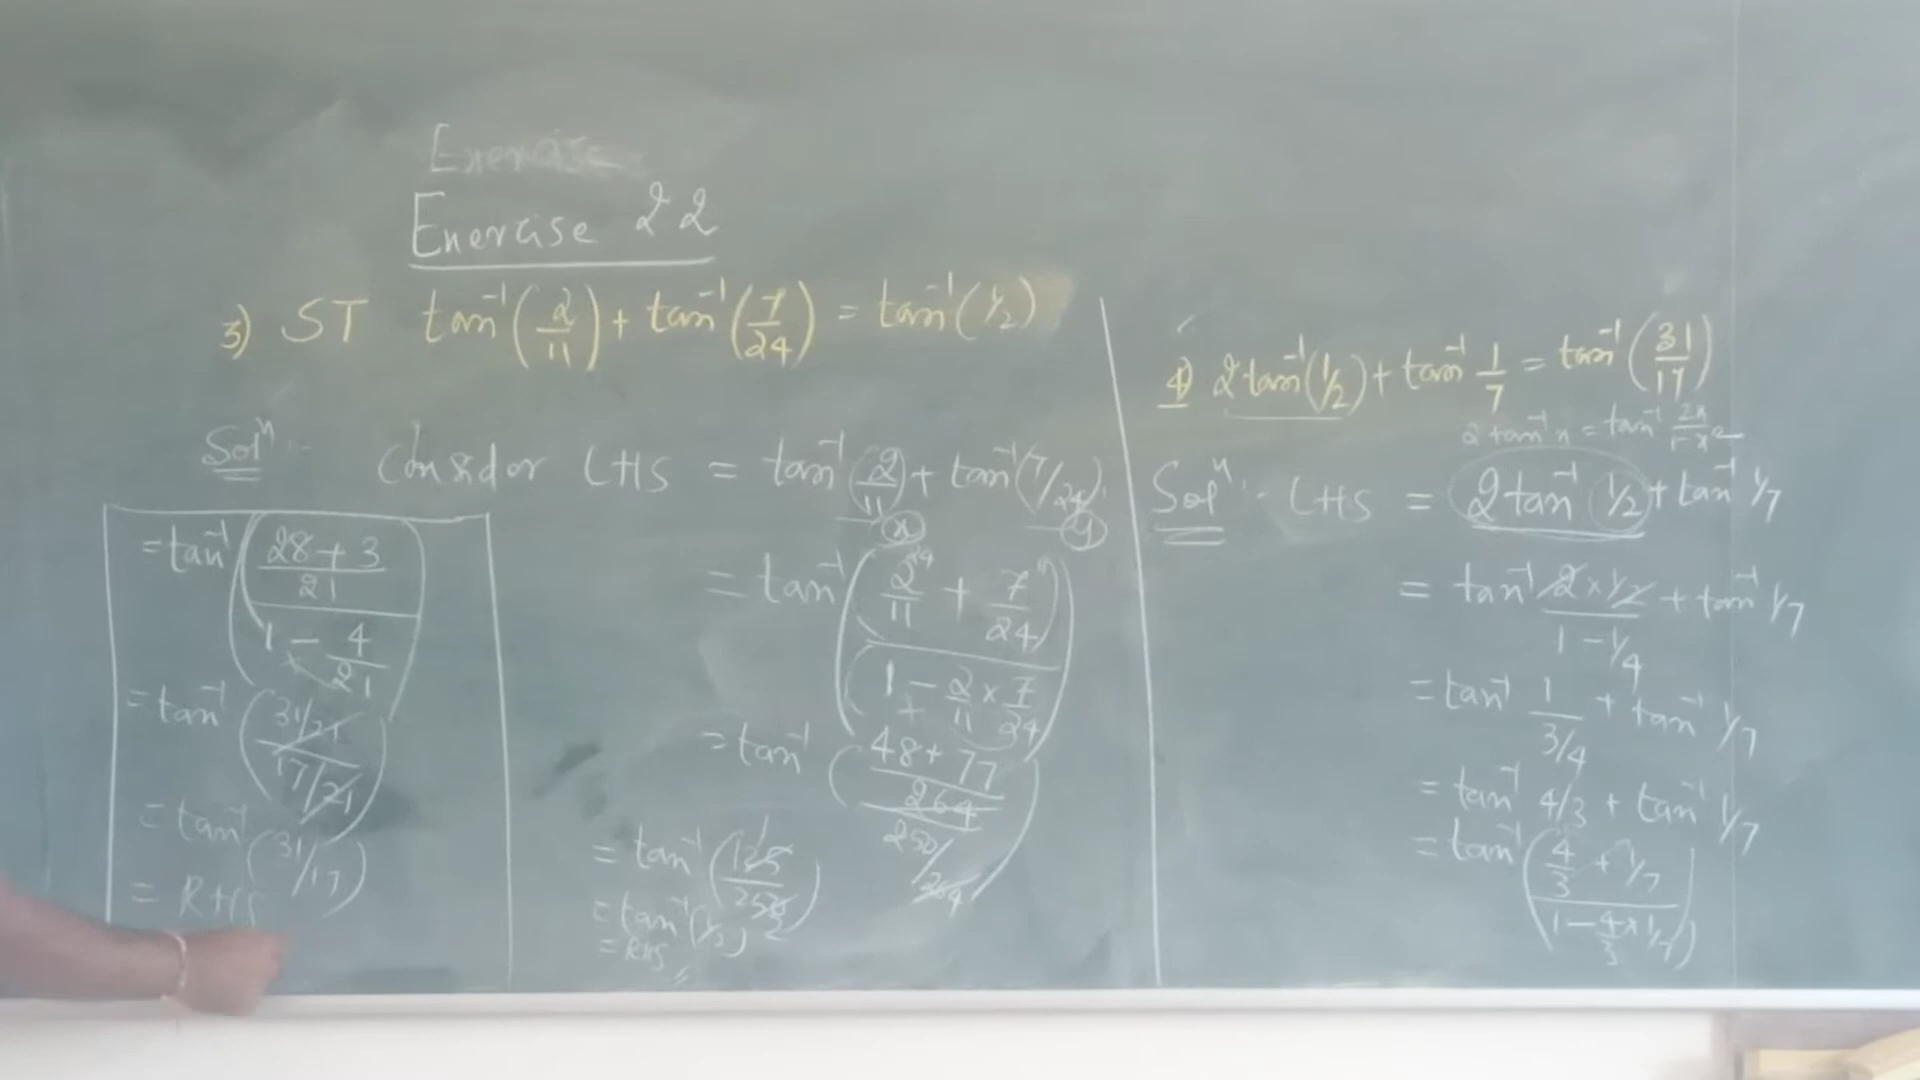 Exercise
Exercise 22
3) ST tan⁻¹(2/11) + tan⁻¹(7/24) = tan⁻¹(1/2)
Solⁿ:- Consider LHS = tan⁻¹(2/11) + tan⁻¹(7/24)
x y
= tan⁻¹((2/11 + 7/24)/(1 - 2/11 × 7/24))
24 11
= tan⁻¹(((48+77)/264)/(250/264))
= tan⁻¹(125/250)
1 2
= tan⁻¹(1/2)
= RHS
4) 2tan⁻¹(1/2) + tan⁻¹ 1/7 = tan⁻¹(31/17)
2tan⁻¹x = tan⁻¹ 2x/(1-x²)
Solⁿ:- LHS = 2tan⁻¹(1/2) + tan⁻¹ 1/7
= tan⁻¹ (2×1/2)/(1-1/4) + tan⁻¹ 1/7
= tan⁻¹ 1/(3/4) + tan⁻¹ 1/7
= tan⁻¹ 4/3 + tan⁻¹ 1/7
= tan⁻¹((4/3 + 1/7)/(1 - 4/3 × 1/7))
= tan⁻¹(((28+3)/21)/(1 - 4/21))
= tan⁻¹((31/21)/(17/21))
= tan⁻¹(31/17)
= RHS